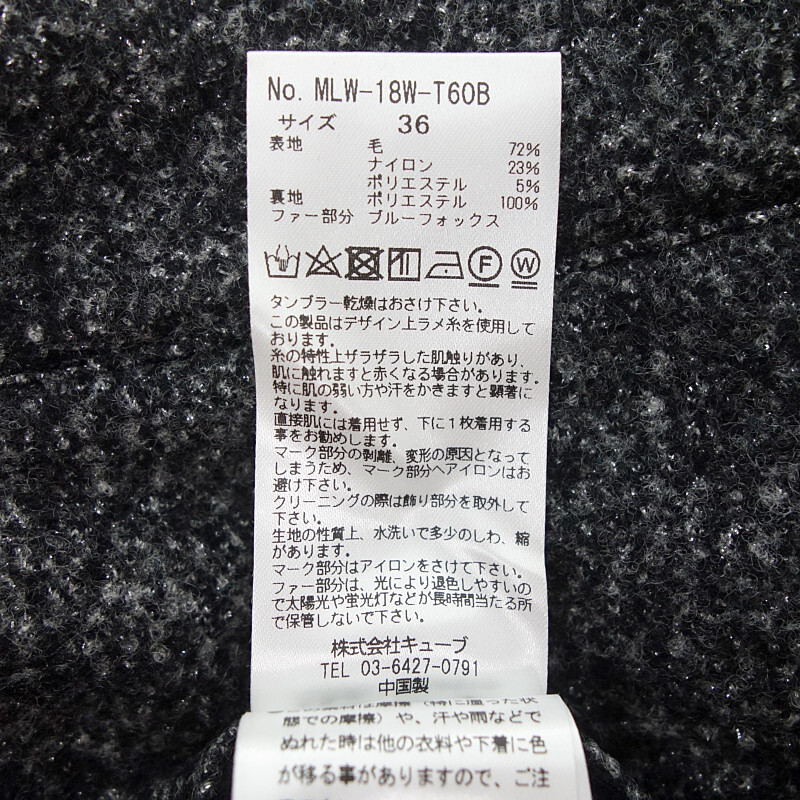 No. MLW-18W-T60B
サイズ 36
表地 毛 72%
ナイロン 23%
ポリエステル 5%
裏地 ポリエステル 100%
ファー部分 ブルーフォックス
F W
タンブラー乾燥はおさけ下さい。
この製品はデザイン上ラメ糸を使用して
おります。
糸の特性上ザラザラした肌触りがあり、
肌に触れますと赤くなる場合があります。
特に肌の弱い方や汗をかきますと顕著に
なります。
直接肌には着用せず、下に1枚着用する
事をお勧めします。
マーク部分の剥離、変形の原因となって
しまうため、マーク部分へアイロンはお
避け下さい。
クリーニングの際は飾り部分を取外して
下さい。
生地の性質上、水洗いで多少のしわ、縮
があります。
マーク部分はアイロンをさけて下さい。
ファー部分は、光により退色しやすいの
で太陽光や蛍光灯などが長時間当たる所
で保管しないで下さい。
株式会社キューブ
TEL 03-6427-0791
中国製
(特に湿った状
態での摩擦)や、汗や雨などで
ぬれた時は他の衣料や下着に色
が移る事がありますので、ご注